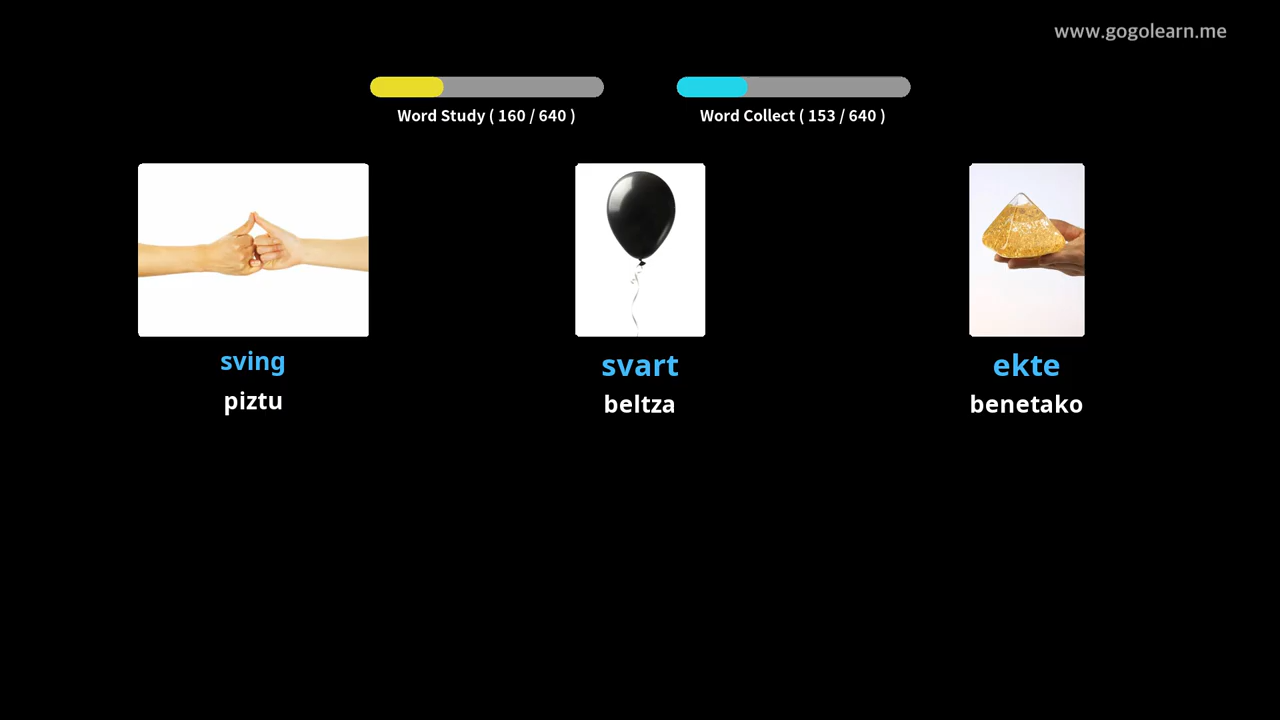 www.gogolearn.me
Word Study ( 160 / 640 )
Word Collect ( 153 / 640 )
sving
piztu
svart
beltza
ekte
benetako